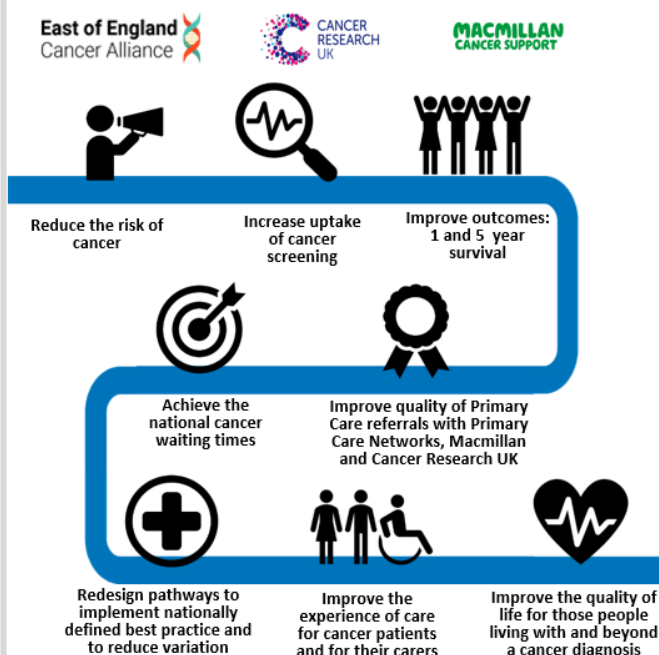 East of England
Cancer Alliance
CANCER
RESEARCH
UK
MACMILLAN
CANCER SUPPORT
Reduce the risk of
cancer
Increase uptake
of cancer
screening
Improve outcomes:
1 and 5 year
survival
Achieve the
national cancer
waiting times
Improve quality of Primary
Care referrals with Primary
Care Networks, Macmillan
and Cancer Research UK
Redesign pathways to
implement nationally
defined best practice and
to reduce variation
Improve the
experience of care
for cancer patients
and for their carers
Improve the quality of
life for those people
living with and beyond
a cancer diagnosis